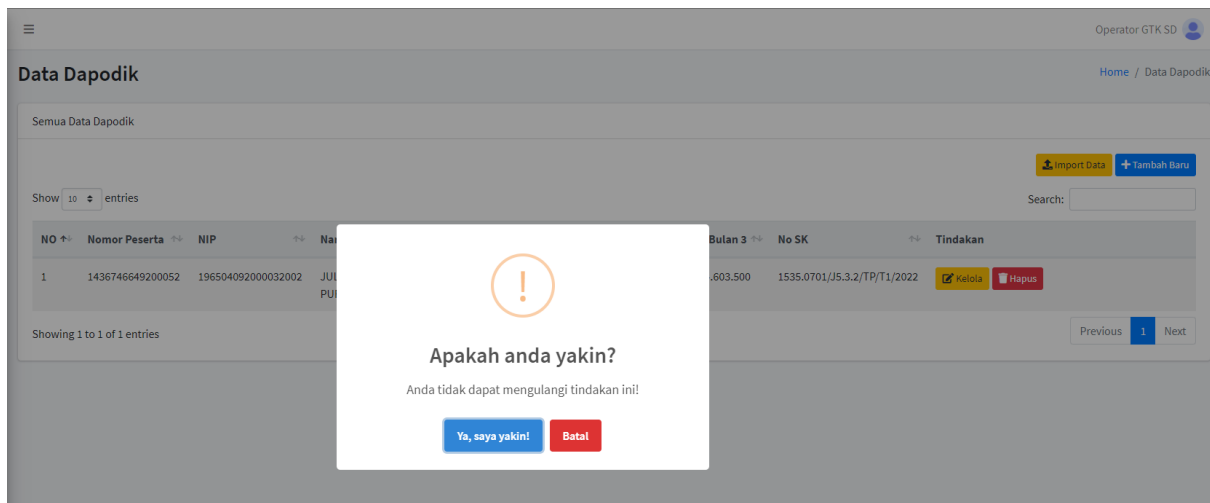 Operator GTK SD
Data Dapodik
Home / Data Dapodik
Semua Data Dapodik
Import Data
Tambah Baru
Show 10 entries
Search:
NO Nomor Peserta NIP Bulan 3 No SK Tindakan
1 1436746649200052 196504092000032002 .603.500 1535.0701/J5.3.2/TP/T1/2022 Kelola Hapus
!
Showing 1 to 1 of 1 entries
Previous 1 Next
Apakah anda yakin?
Anda tidak dapat mengulangi tindakan ini!
Ya, saya yakin!
Batal